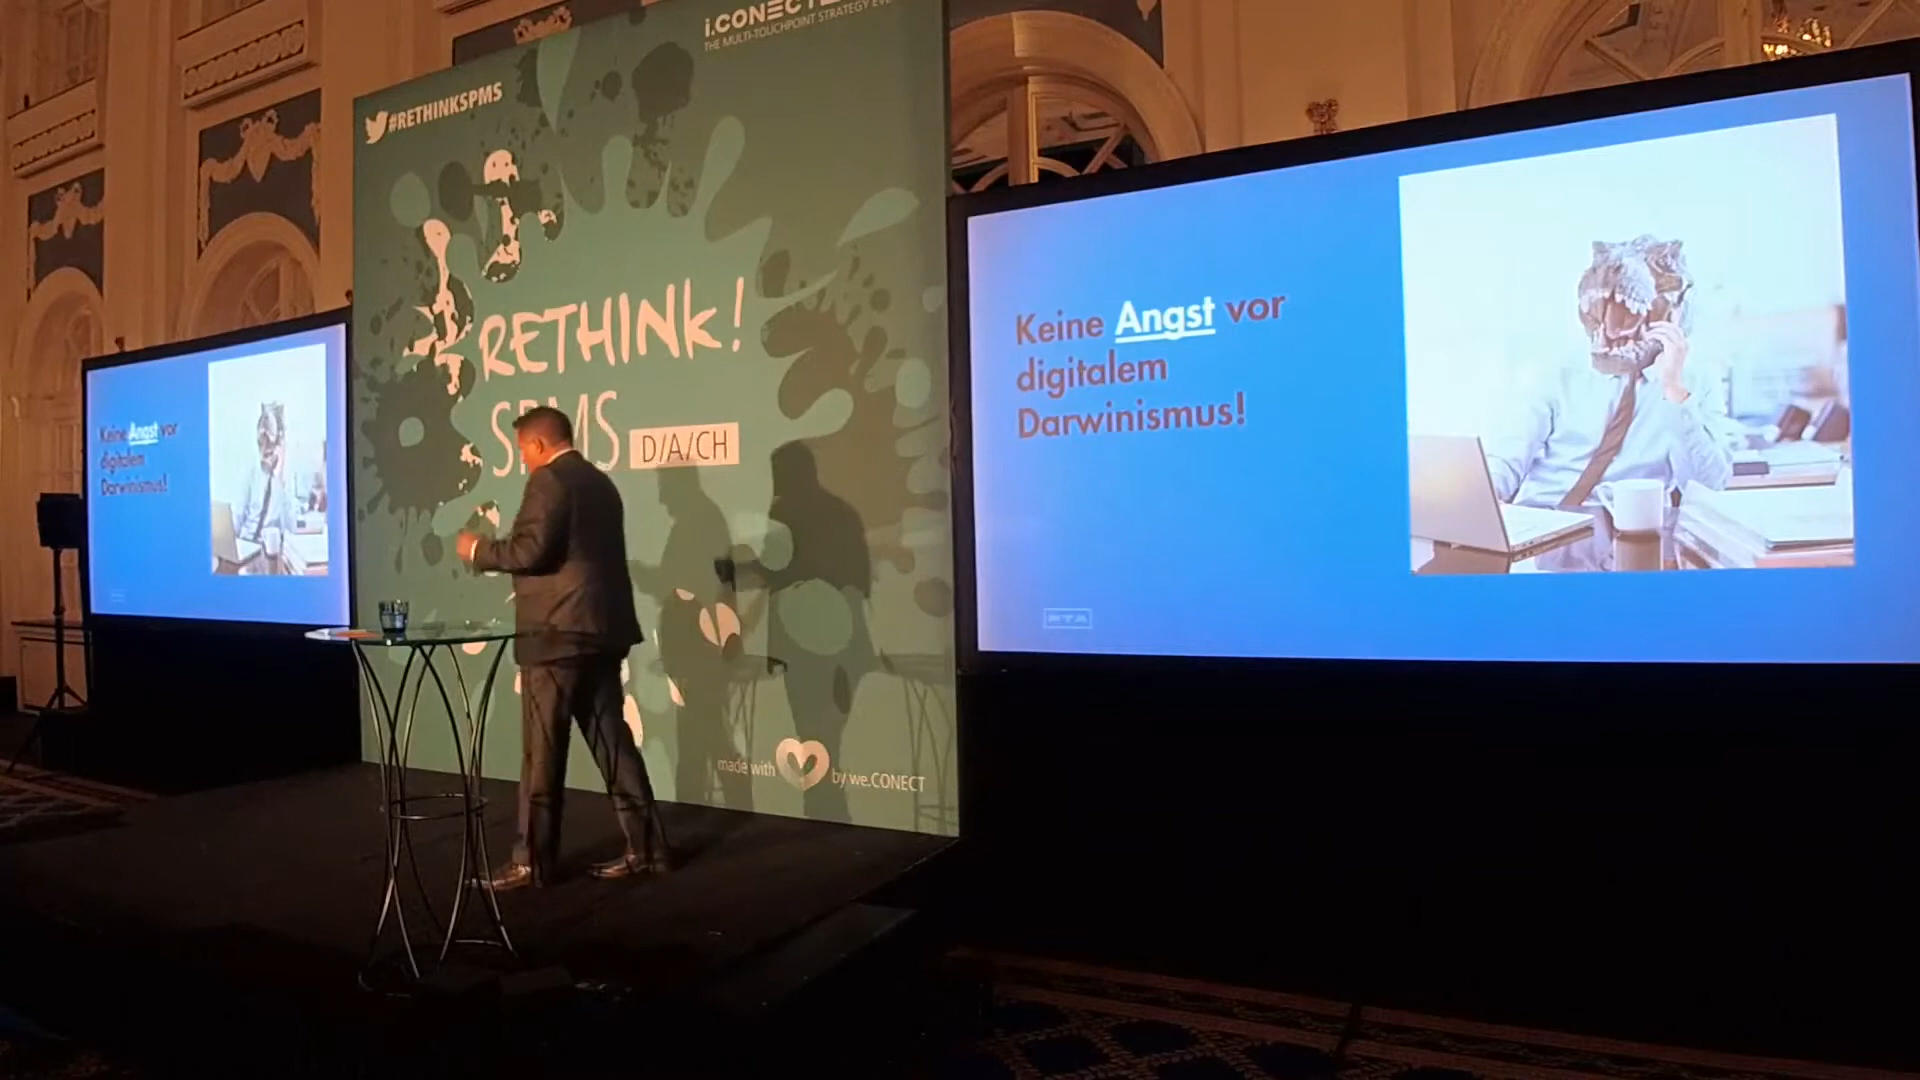 i.CONECT
THE MULTI-TOUCHPOINT STRATEGY
#RETHINKSPMS
RETHINK!
SPMS D/A/CH
made with by we.CONECT
Keine Angst vor
digitalem
Darwinismus!
Keine Angst vor
digitalem
Darwinismus!